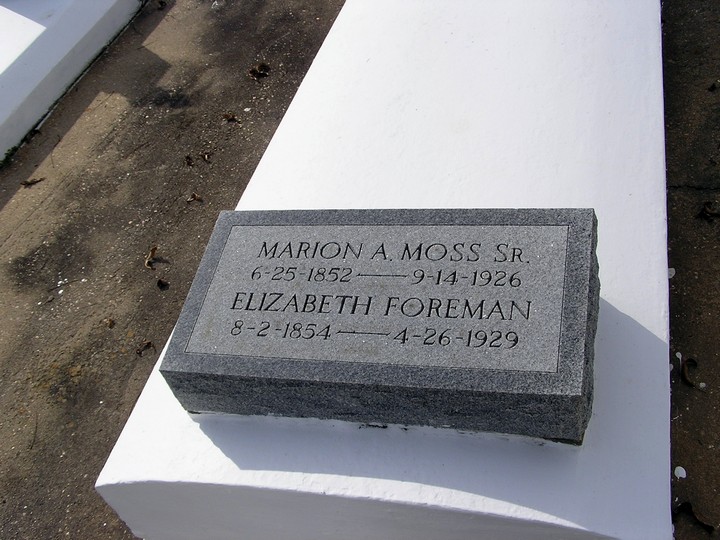 MARION A. MOSS SR.
6-25-1852 — 9-14-1926
ELIZABETH FOREMAN
8-2-1854 — 4-26-1929